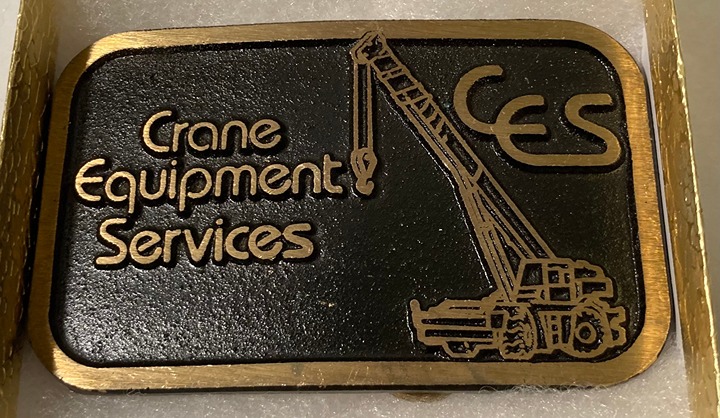 Crane
Equipment
Services
CES